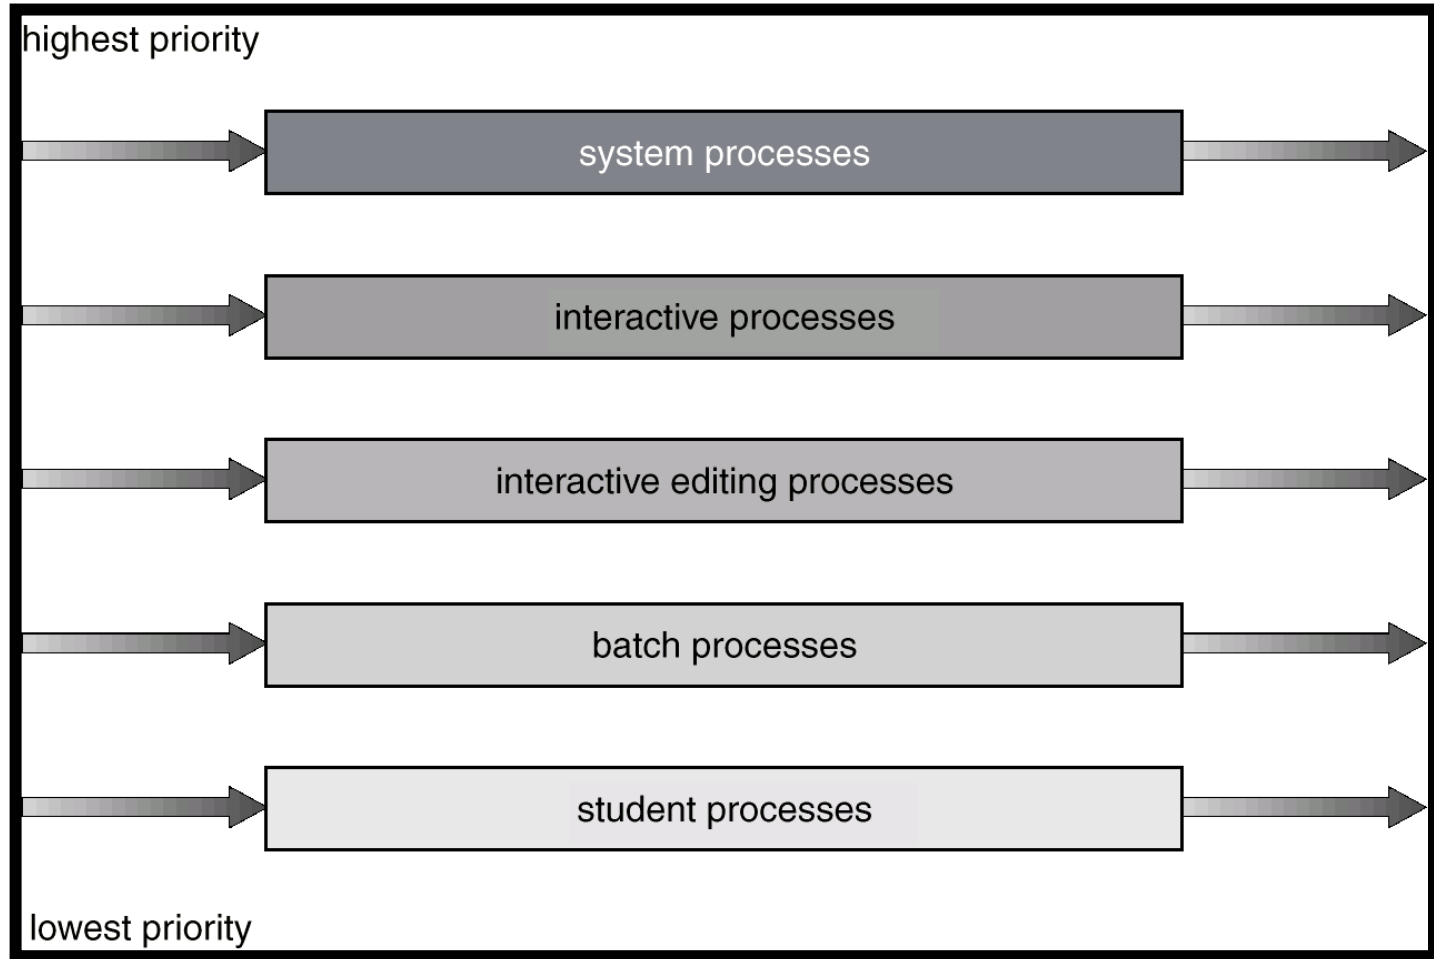 highest priority
system processes
interactive processes
interactive editing processes
batch processes
student processes
lowest priority